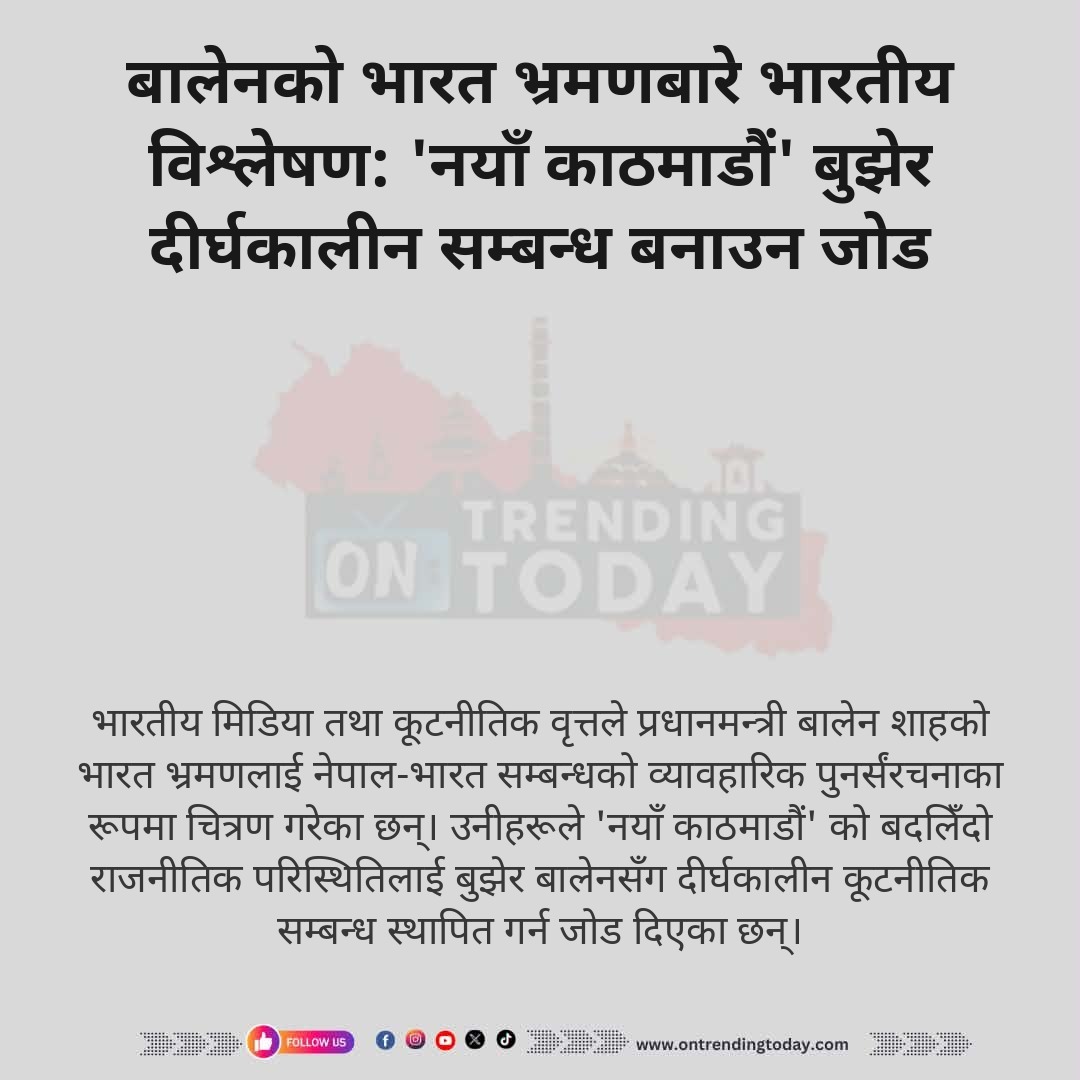 बालेनको भारत भ्रमणबारे भारतीय
विश्लेषण: 'नयाँ काठमाडौं' बुझेर
दीर्घकालीन सम्बन्ध बनाउन जोड
TRENDING
ON TODAY
भारतीय मिडिया तथा कूटनीतिक वृत्तले प्रधानमन्त्री बालेन शाहको
भारत भ्रमणलाई नेपाल-भारत सम्बन्धको व्यावहारिक पुनर्संरचनाका
रूपमा चित्रण गरेका छन्। उनीहरूले 'नयाँ काठमाडौं' को बदलिँदो
राजनीतिक परिस्थितिलाई बुझेर बालेनसँग दीर्घकालीन कूटनीतिक
सम्बन्ध स्थापित गर्न जोड दिएका छन्।
FOLLOW US www.ontrendingtoday.com